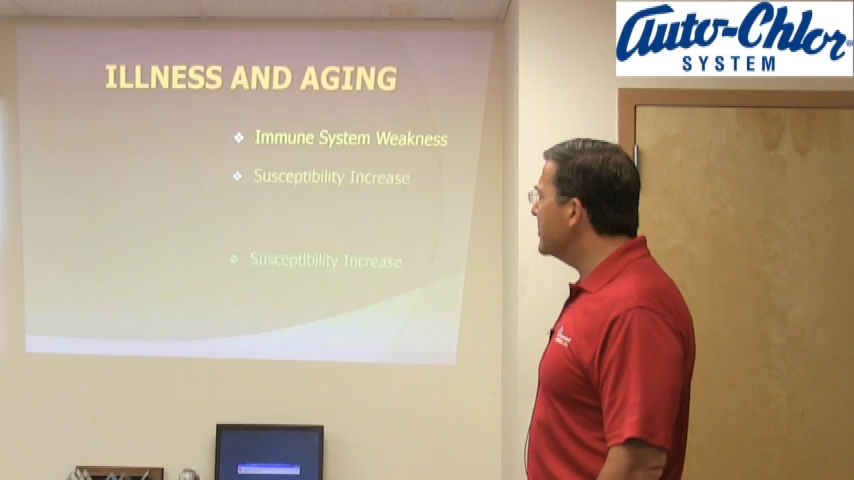 Auto-Chlor®
SYSTEM
ILLNESS AND AGING
Immune System Weakness
Susceptibility Increase
Susceptibility Increase